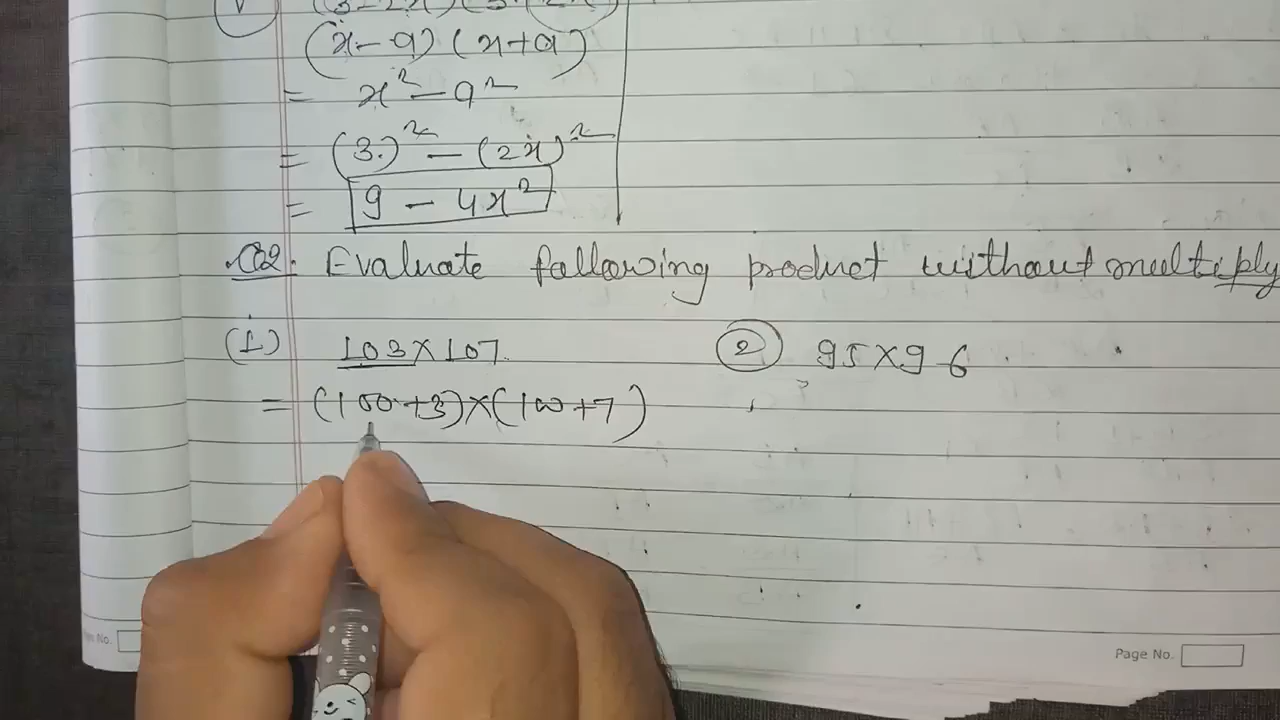 (x-a) (x+a)
= x² - a²
= (3.)² - (2x)²
= 9 - 4x²
Q2. Evaluate following product without multiply
(i) 103×107.
= (100+3)×(100+7)
(2) 95×96
Page No.